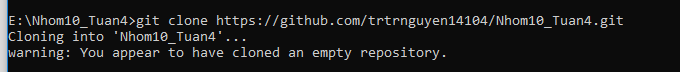 E:\Nhom10_Tuan4>git clone https://github.com/trtrnguyen14104/Nhom10_Tuan4.git
Cloning into 'Nhom10_Tuan4'...
warning: You appear to have cloned an empty repository.